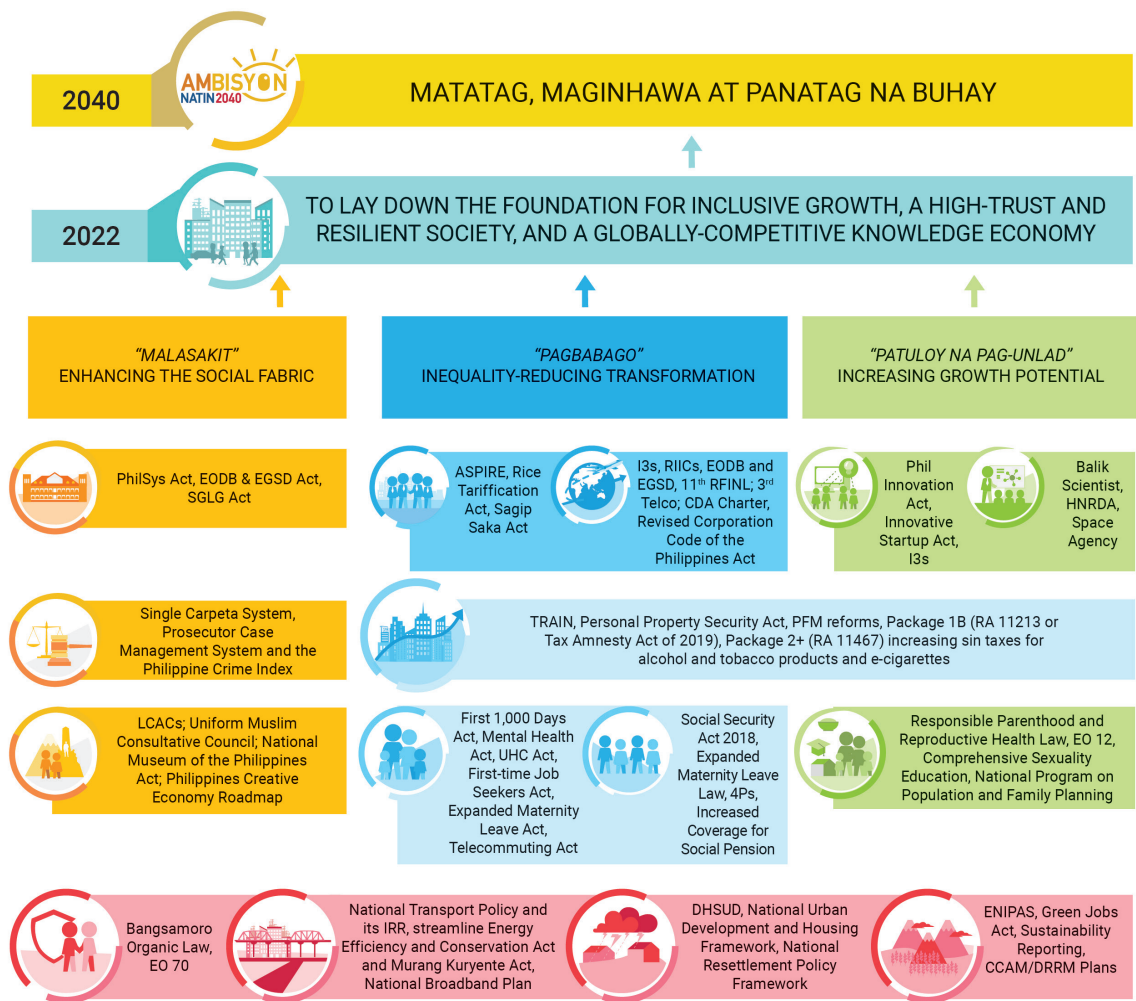 2040
AMBISYON
NATIN2040
MATATAG, MAGINHAWA AT PANATAG NA BUHAY
2022
TO LAY DOWN THE FOUNDATION FOR INCLUSIVE GROWTH, A HIGH-TRUST AND
RESILIENT SOCIETY, AND A GLOBALLY-COMPETITIVE KNOWLEDGE ECONOMY
“MALASAKIT”
ENHANCING THE SOCIAL FABRIC
“PAGBABAGO”
INEQUALITY-REDUCING TRANSFORMATION
“PATULOY NA PAG-UNLAD”
INCREASING GROWTH POTENTIAL
PhilSys Act, EODB & EGSD Act,
SGLG Act
ASPIRE, Rice
Tariffication
Act, Sagip
Saka Act
I3s, RIICs, EODB and
EGSD, 11th RFINL; 3rd
Telco; CDA Charter,
Revised Corporation
Code of the
Philippines Act
Phil
Innovation
Act,
Innovative
Startup Act,
I3s
Balik
Scientist,
HNRDA,
Space
Agency
Single Carpeta System,
Prosecutor Case
Management System and the
Philippine Crime Index
TRAIN, Personal Property Security Act, PFM reforms, Package 1B (RA 11213 or
Tax Amnesty Act of 2019), Package 2+ (RA 11467) increasing sin taxes for
alcohol and tobacco products and e-cigarettes
LCACs; Uniform Muslim
Consultative Council; National
Museum of the Philippines
Act; Philippines Creative
Economy Roadmap
First 1,000 Days
Act, Mental Health
Act, UHC Act,
First-time Job
Seekers Act,
Expanded Maternity
Leave Act,
Telecommuting Act
Social Security
Act 2018,
Expanded
Maternity Leave
Law, 4Ps,
Increased
Coverage for
Social Pension
Responsible Parenthood and
Reproductive Health Law, EO 12,
Comprehensive Sexuality
Education, National Program on
Population and Family Planning
Bangsamoro
Organic Law,
EO 70
National Transport Policy and
its IRR, streamline Energy
Efficiency and Conservation Act
and Murang Kuryente Act,
National Broadband Plan
DHSUD, National Urban
Development and Housing
Framework, National
Resettlement Policy
Framework
ENIPAS, Green Jobs
Act, Sustainability
Reporting,
CCAM/DRRM Plans